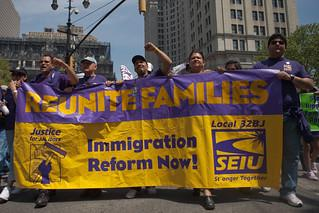 REUNITE FAMILIES
Justice
for Janitors
Immigration
Reform Now!
Local 32BJ
SEIU
Stronger Together